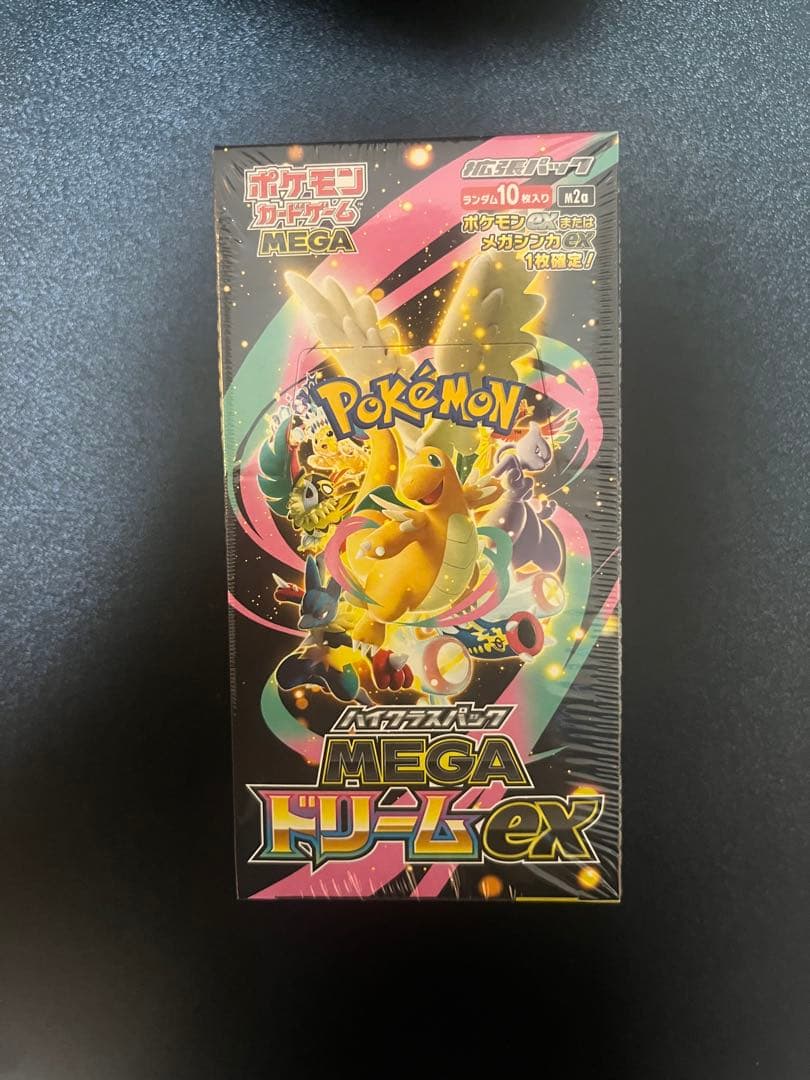 ポケモン
カードゲーム
MEGA
拡張パック
ランダム10枚入り M2a
ポケモンexまたは
メガシンカex
1枚確定!
POKéMON
TM
ハイクラスパック
MEGA
ドリームex